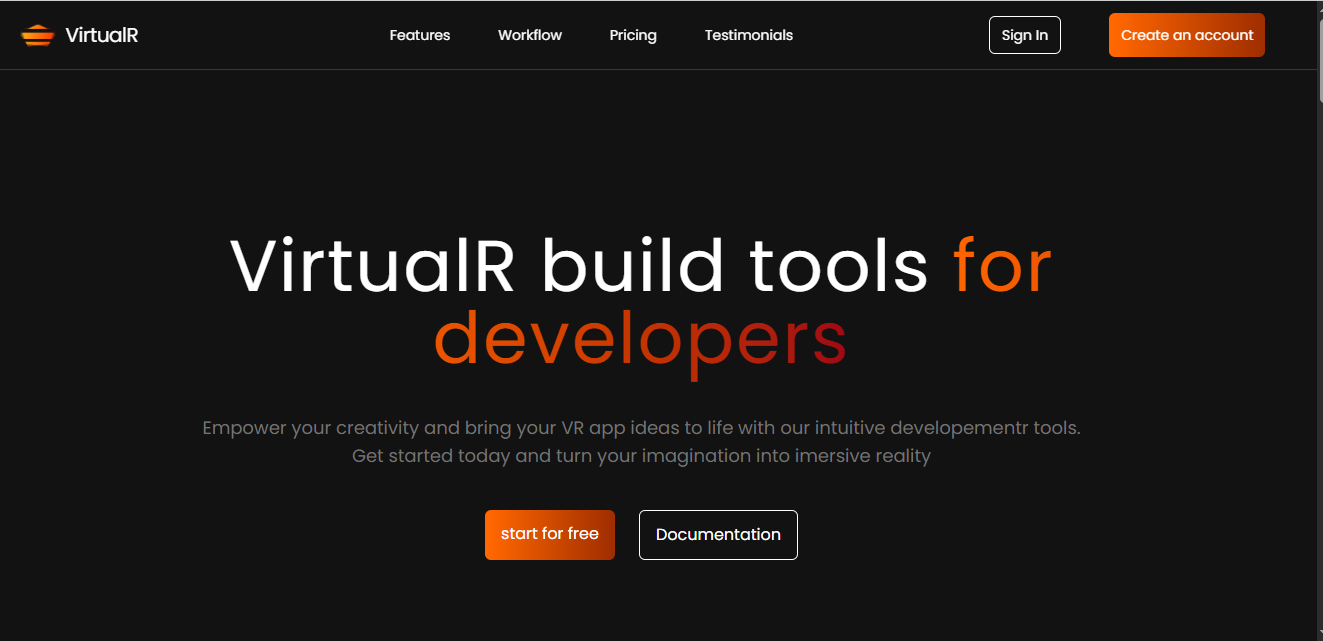 VirtualR
Features
Workflow
Pricing
Testimonials
Sign In
Create an account
VirtualR build tools for
developers
Empower your creativity and bring your VR app ideas to life with our intuitive developementr tools.
Get started today and turn your imagination into imersive reality
start for free
Documentation